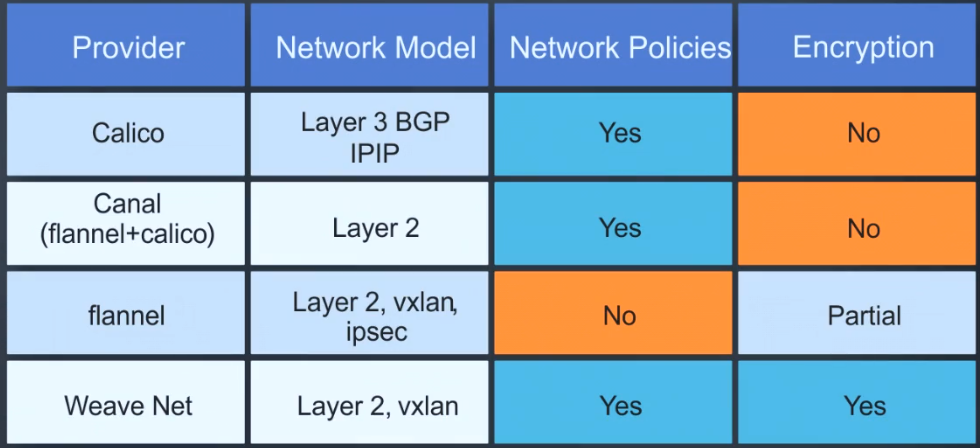 Provider
Network Model
Network Policies
Encryption
Calico
Layer 3 BGP
IPIP
Yes
No
Canal
(flannel+calico)
Layer 2
Yes
No
flannel
Layer 2, vxlan,
ipsec
No
Partial
Weave Net
Layer 2, vxlan
Yes
Yes